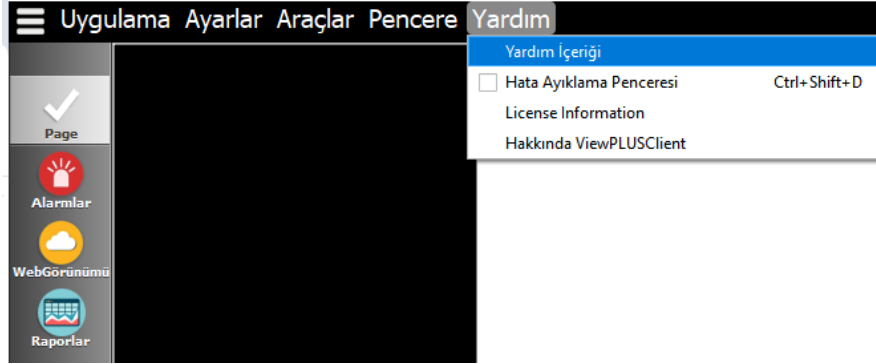 Uygulama Ayarlar Araçlar Pencere Yardım
Yardım İçeriği
Hata Ayıklama Penceresi Ctrl+Shift+D
License Information
Hakkında ViewPLUSClient
Page
Alarmlar
WebGörünümü
Raporlar